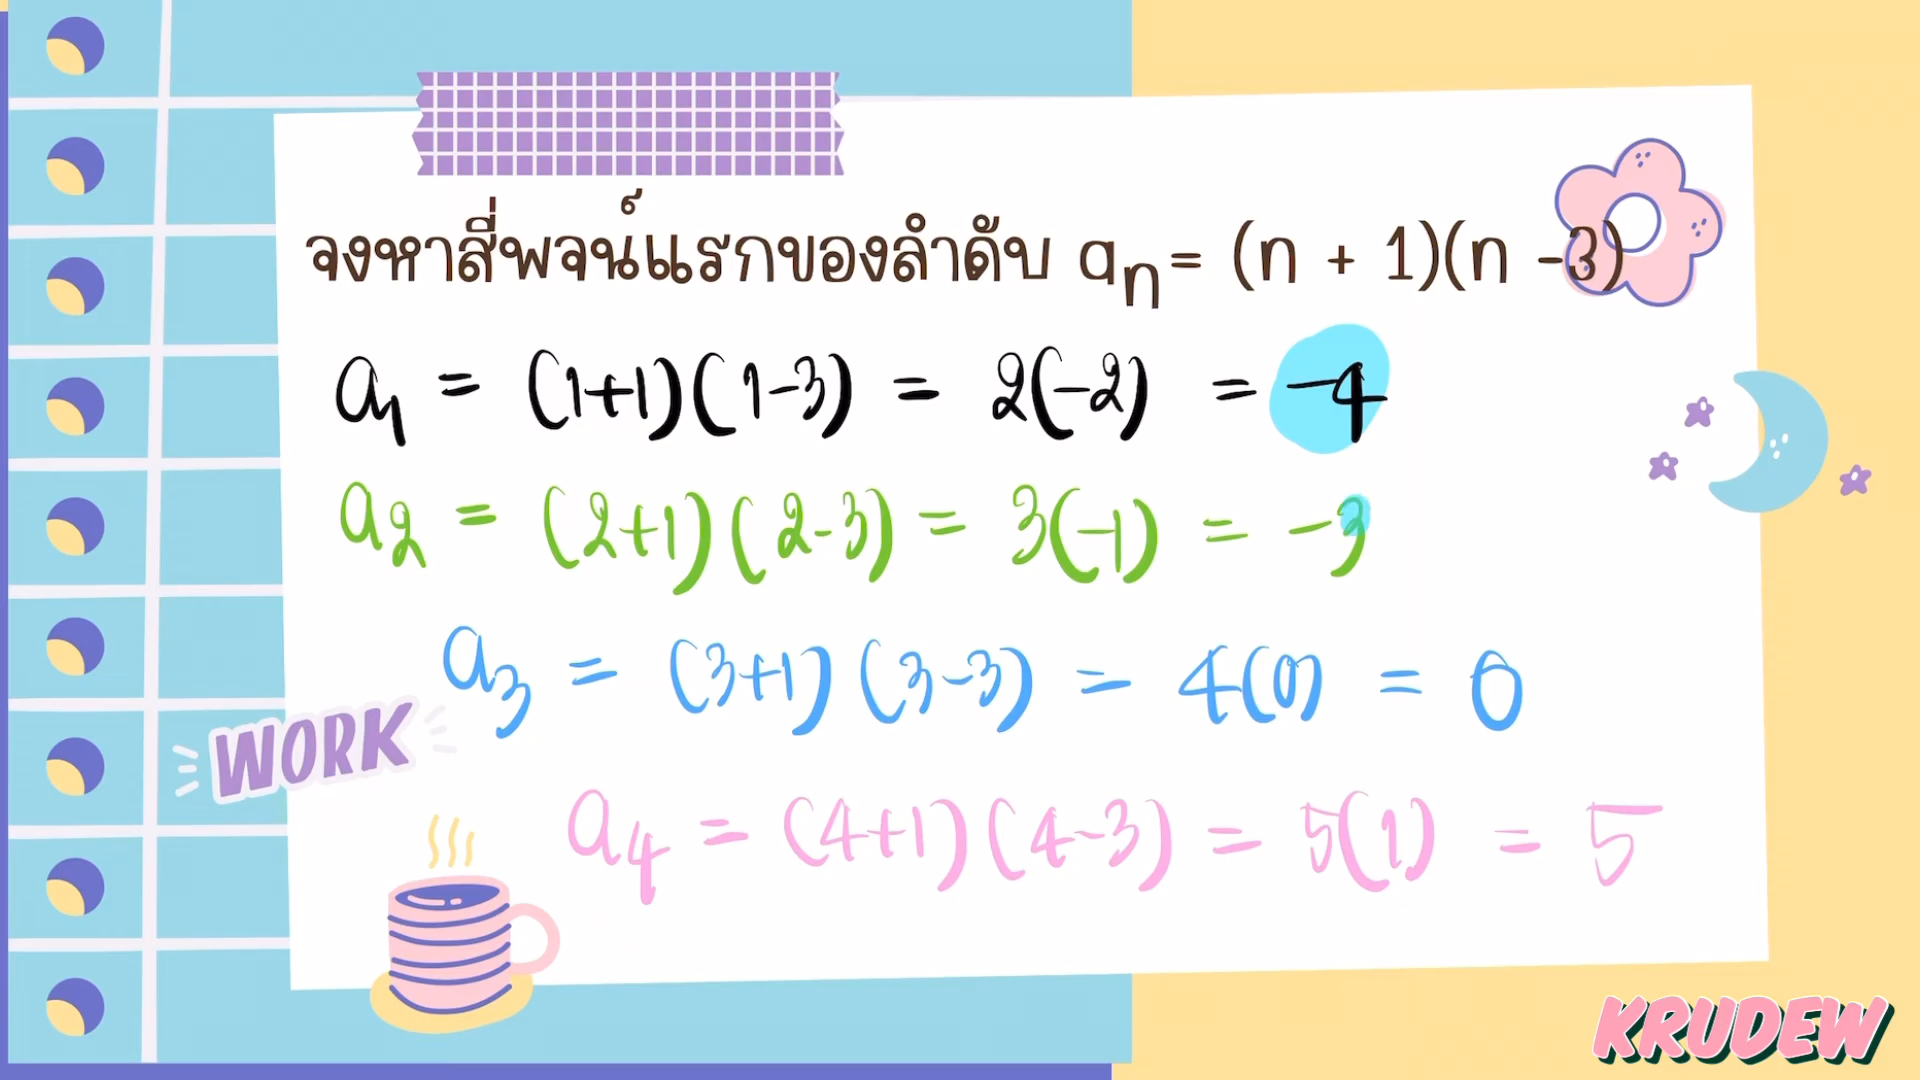 จงหาสี่พจน์แรกของลำดับ aₙ = (n + 1)(n -3)
a₁ = (1+1)(1-3) = 2(-2) = -4
a₂ = (2+1)(2-3) = 3(-1) = -3
a₃ = (3+1)(3-3) = 4(0) = 0
WORK
a₄ = (4+1)(4-3) = 5(1) = 5
KRUDEW